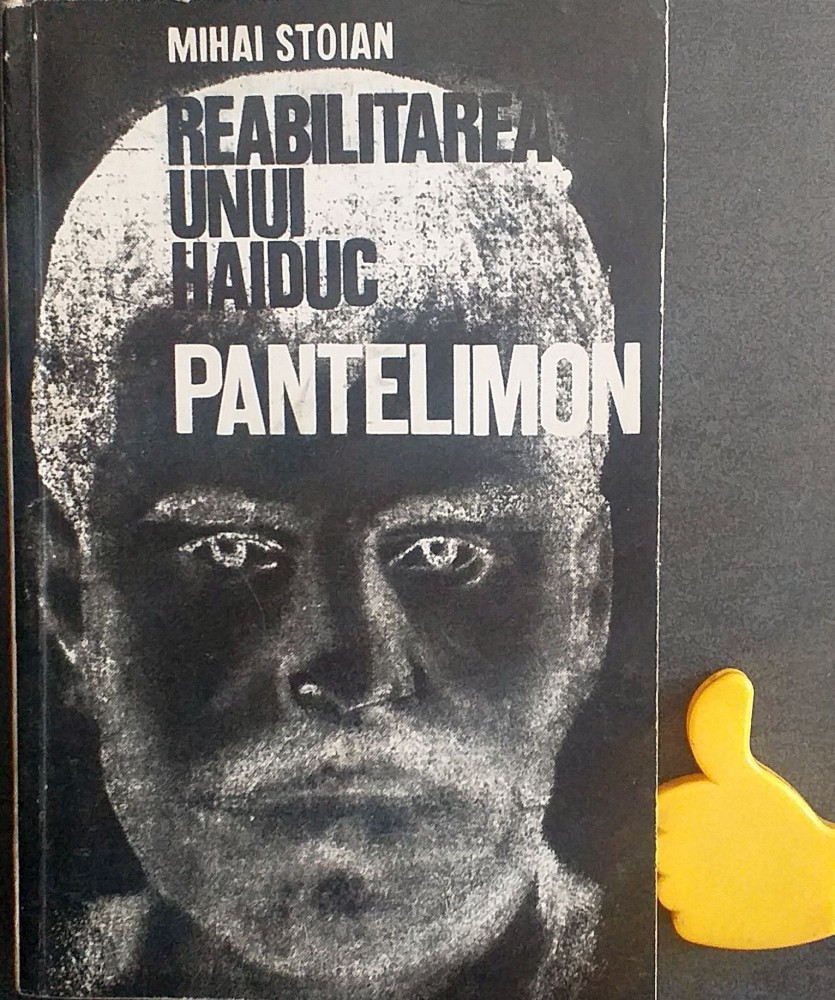 MIHAI STOIAN
REABILITAREA
UNUI
HAIDUC
PANTELIMON